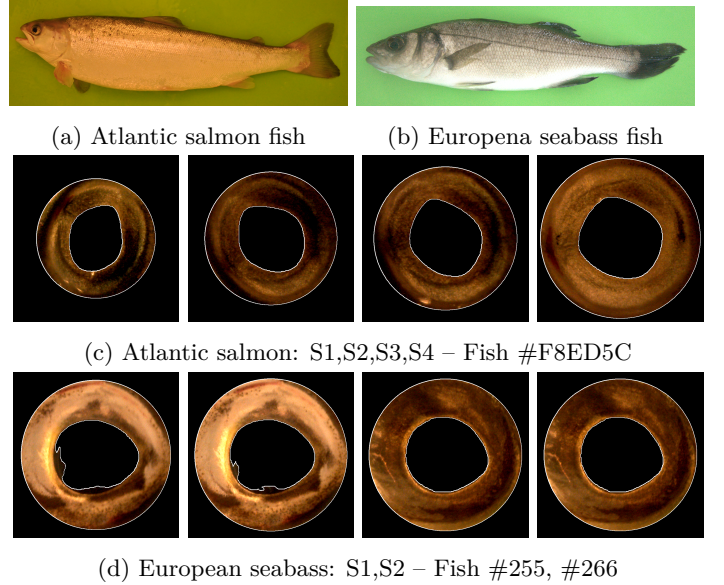 (a) Atlantic salmon fish
(b) Europena seabass fish
(c) Atlantic salmon: S1,S2,S3,S4 – Fish #F8ED5C
(d) European seabass: S1,S2 – Fish #255, #266